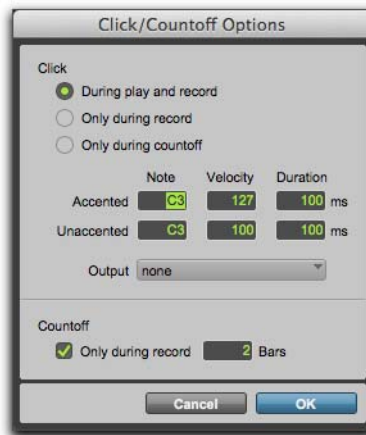 Click/Countoff Options
Click
During play and record
Only during record
Only during countoff
Note Velocity Duration
Accented C3 127 100 ms
Unaccented C3 100 100 ms
Output none
Countoff
Only during record 2 Bars
Cancel OK